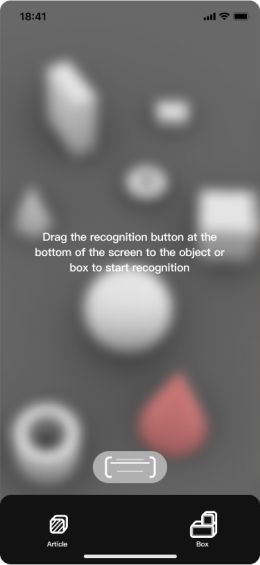 18:41
Drag the recognition button at the
bottom of the screen to the object or
box to start recognition
Article
Box